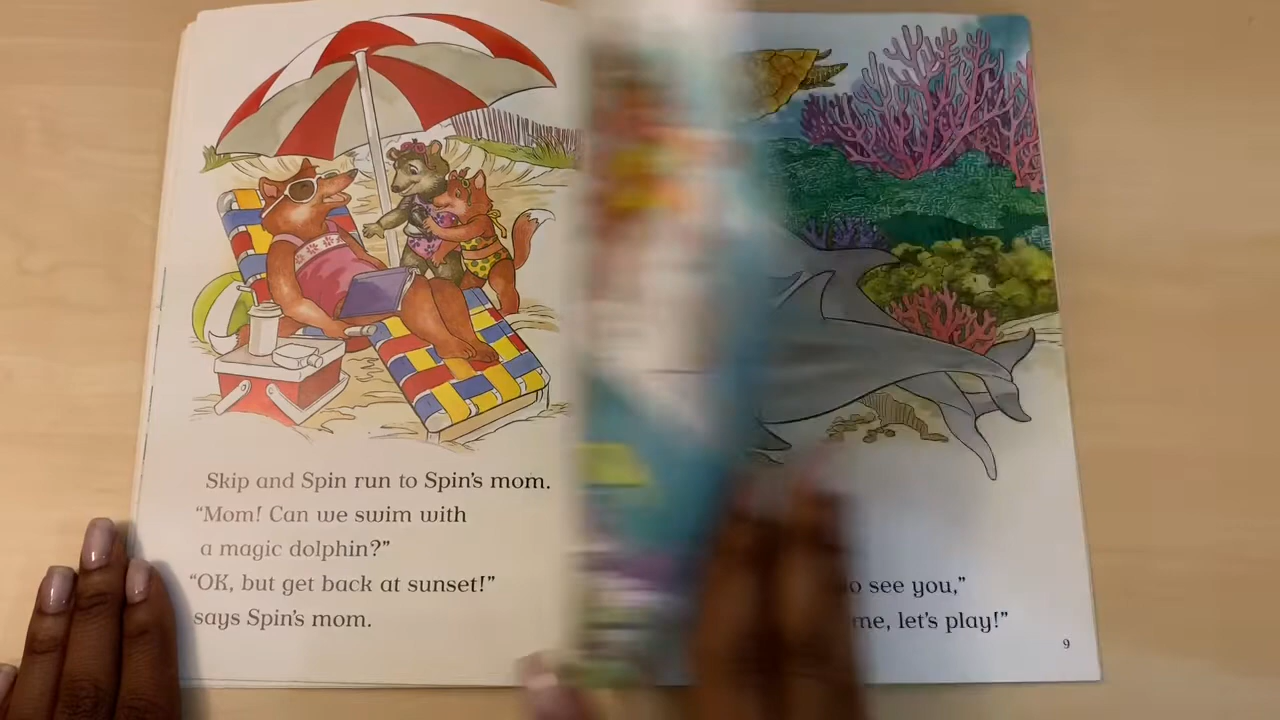 Skip and Spin run to Spin's mom.
"Mom! Can we swim with
a magic dolphin?"
"OK, but get back at sunset!"
says Spin's mom.
see you,"
let's play!"
9